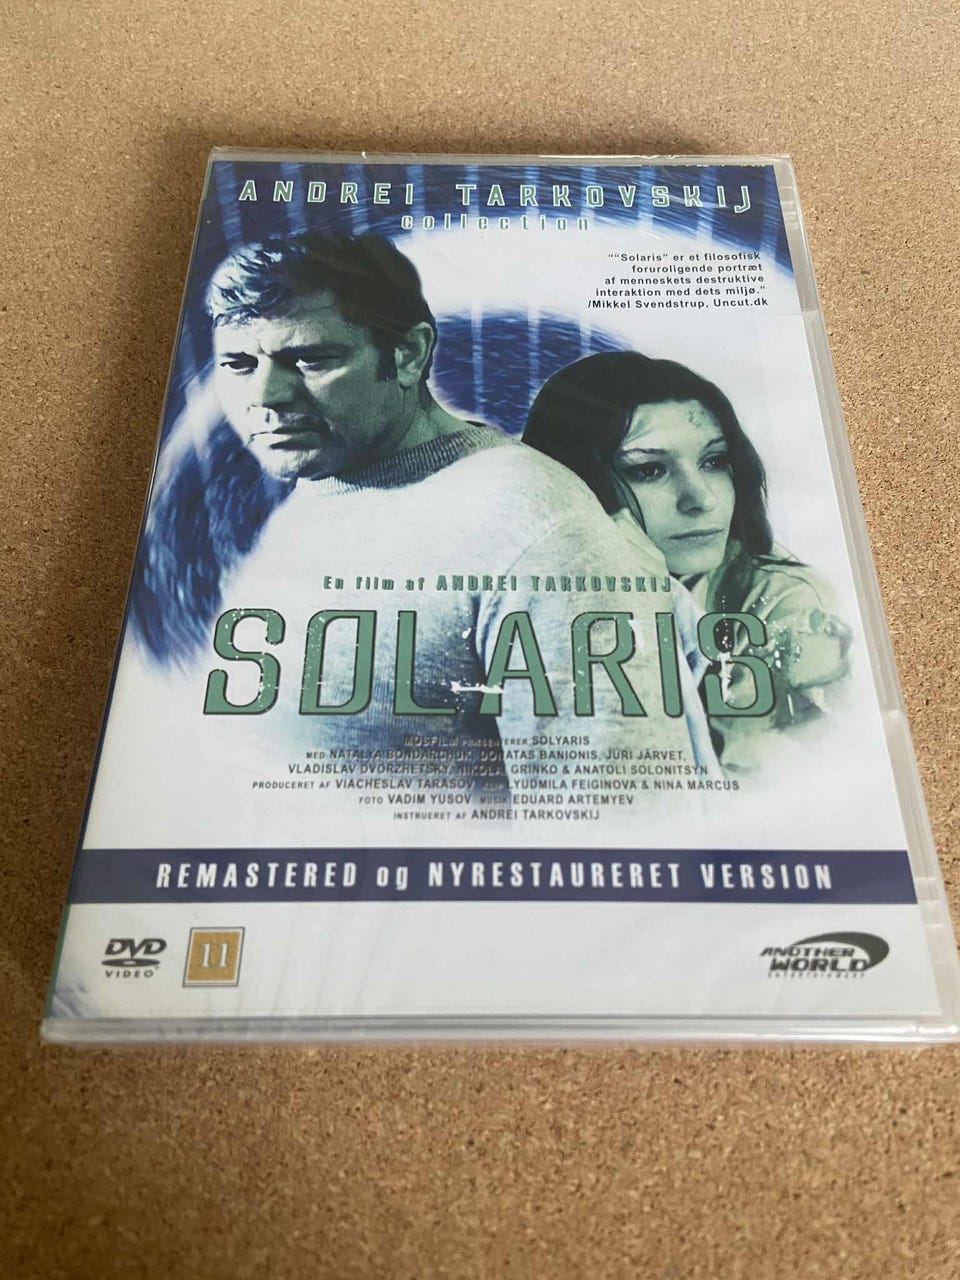 ANDREI TARKOVSKIJ
collection
""Solaris" er et filosofisk
foruroligende portræt
af menneskets destruktive
interaktion med dets miljø."
/Mikkel Svendstrup, Uncut.dk
En film af ANDREI TARKOVSKIJ
SOLARIS
MOSFILM PRÆSENTERER SOLYARIS
MED NATALYA BONDARCHUK, DONATAS BANIONIS, JÜRI JÄRVET,
VLADISLAV DVORZHETSKY, NIKOLAI GRINKO & ANATOLI SOLONITSYN
PRODUCERET AF VIACHESLAV TARASOV LYUDMILA FEIGINOVA & NINA MARCUS
FOTO VADIM YUSOV MUSIK EDUARD ARTEMYEV
INSTRUERET AF ANDREI TARKOVSKIJ
REMASTERED og NYRESTAURERET VERSION
DVD
VIDEO
11
ANOTHER
WORLD
ENTERTAINMENT